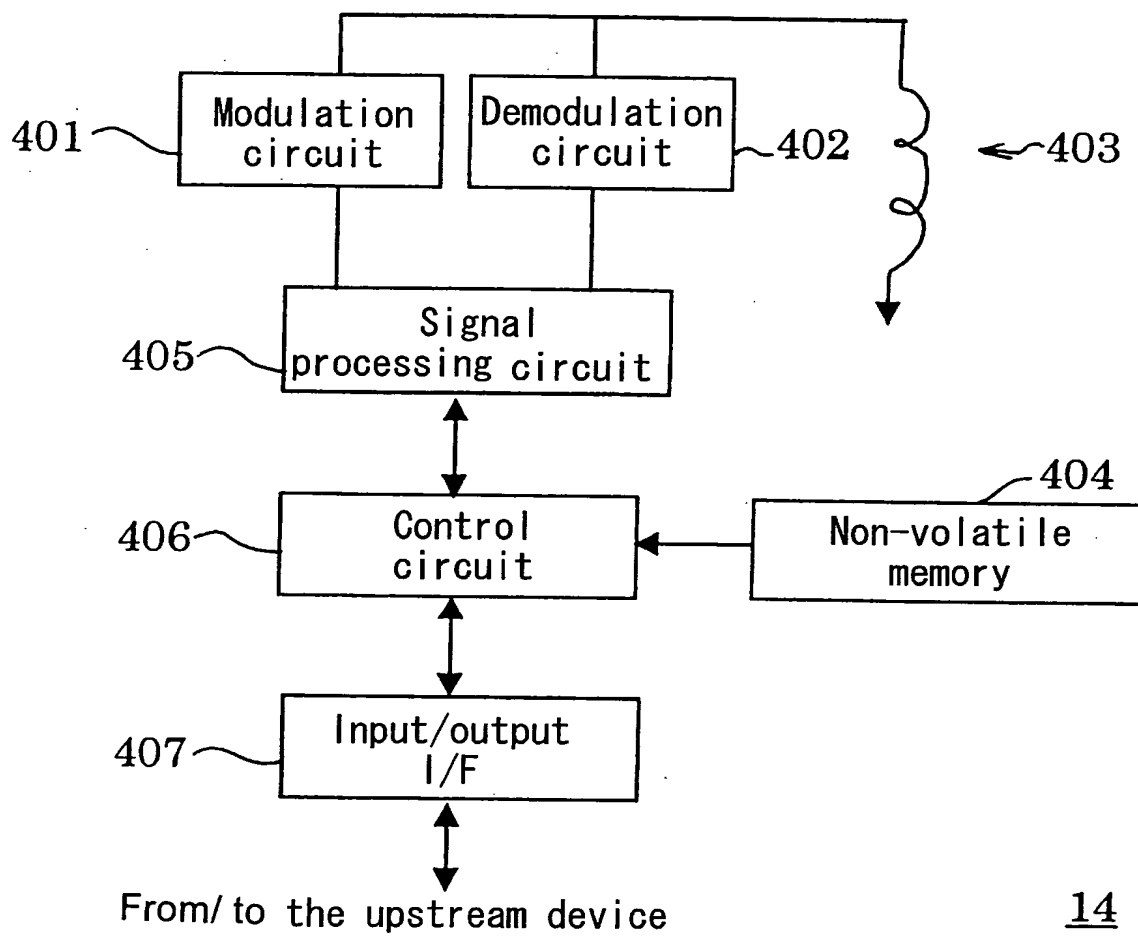 401
Modulation
circuit
Demodulation
circuit
402
403
405
Signal
processing circuit
404
406
Control
circuit
Non-volatile
memory
407
Input/output
I/F
From/ to the upstream device
14